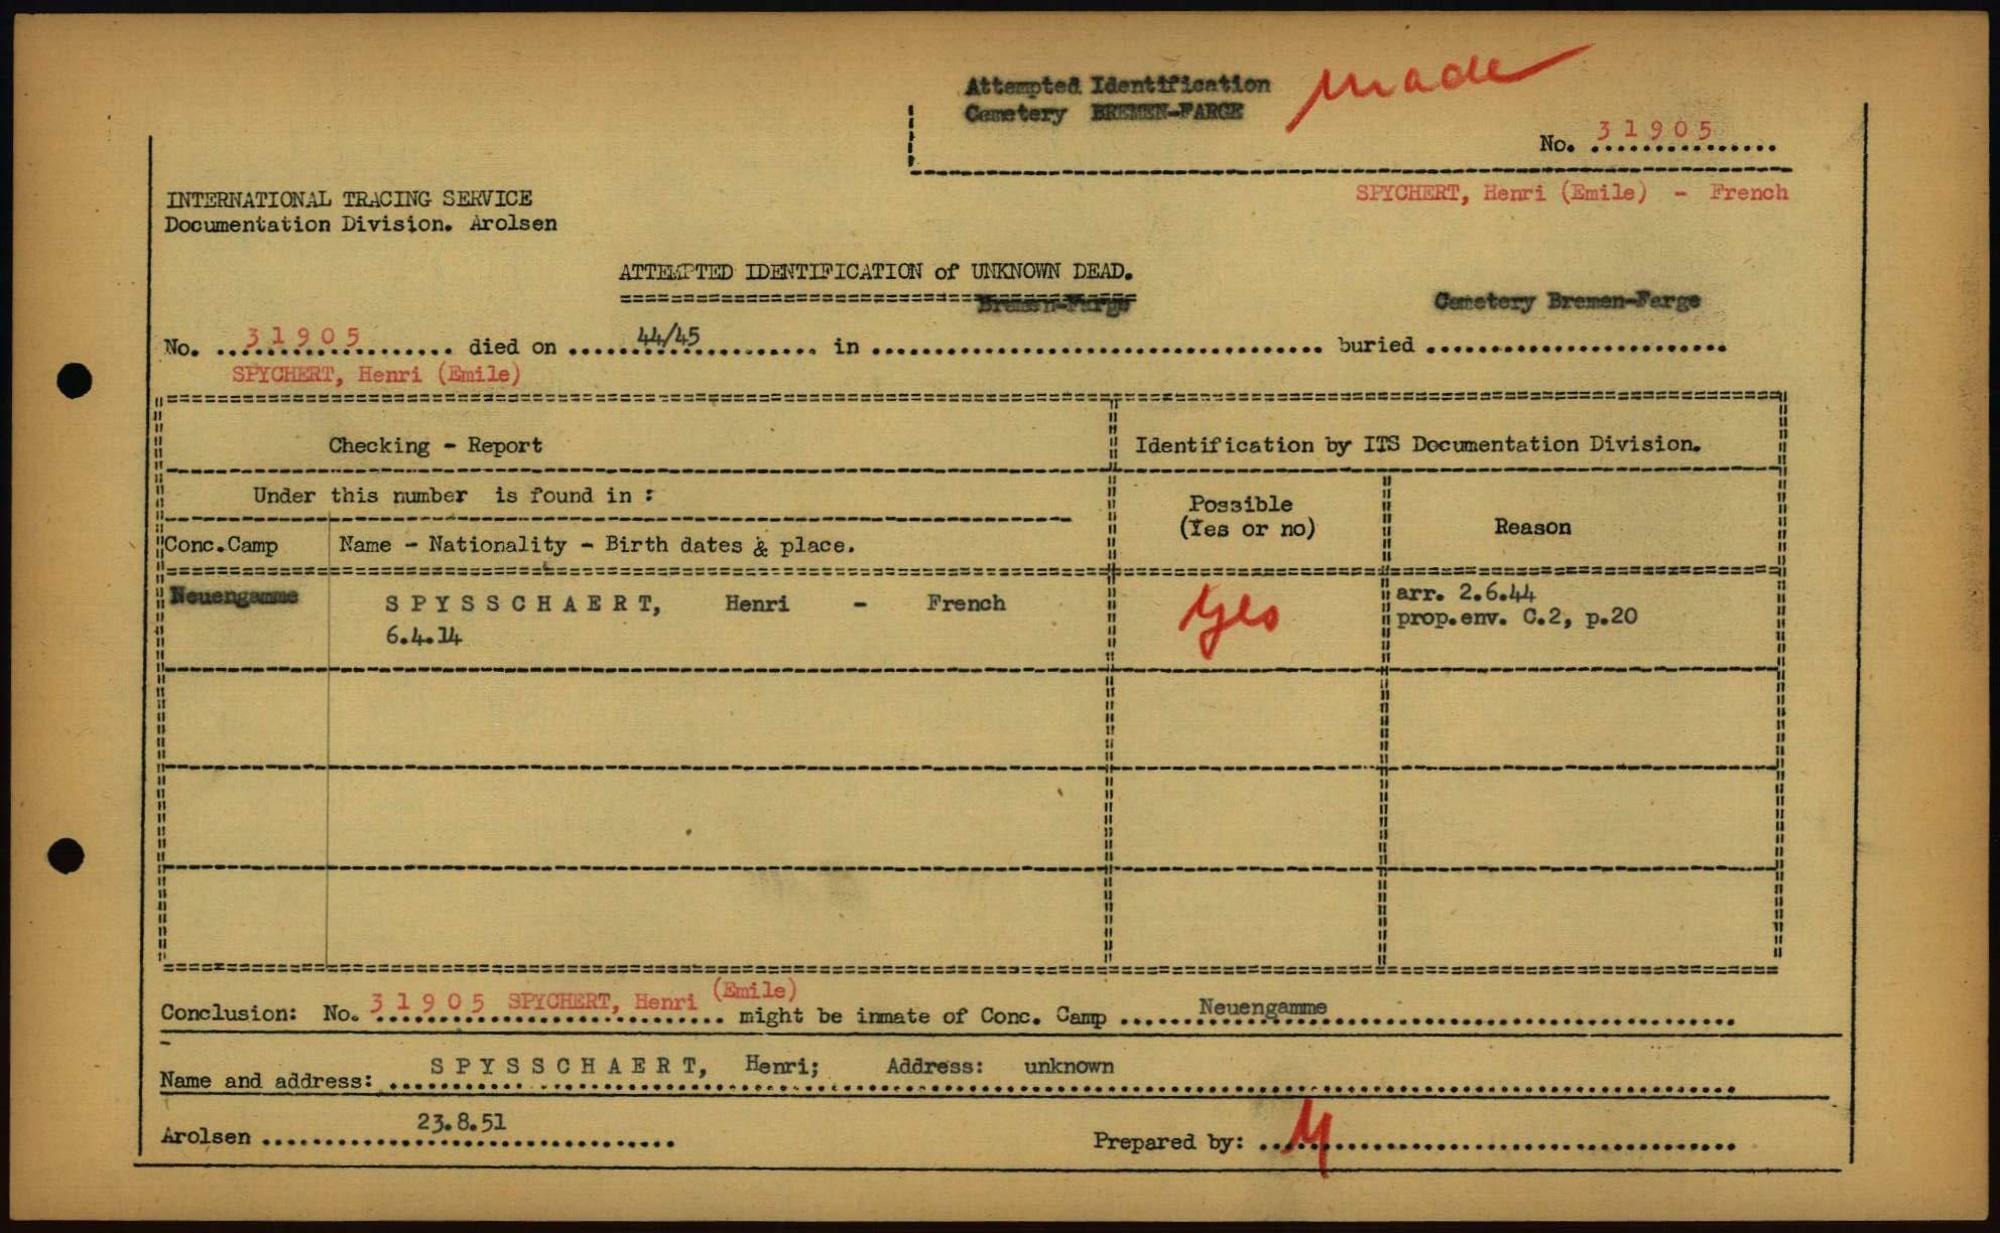 Attempted Identification made
Cemetery BREMEN-FARGE
No. 31905
SPYCHERT, Henri (Emile) - French
INTERNATIONAL TRACING SERVICE
Documentation Division. Arolsen
ATTEMPTED IDENTIFICATION of UNKNOWN DEAD.
Bremen-Farge Cemetery Bremen-Farge
No. 31905 died on 44/45 in buried
SPYCHERT, Henri (Emile)
Checking - Report Identification by ITS Documentation Division.
Under this number is found in :
Possible
(Yes or no) Reason
Conc.Camp Name - Nationality - Birth dates & place.
Neuengamme SPYSSCHAERT, Henri - French Yes arr. 2.6.44
6.4.14 prop.env. C.2, p.20
Conclusion: No. 31905 SPYCHERT, Henri (Emile) might be inmate of Conc. Camp Neuengamme
Name and address: SPYSSCHAERT, Henri; Address: unknown
Arolsen 23.8.51 Prepared by: